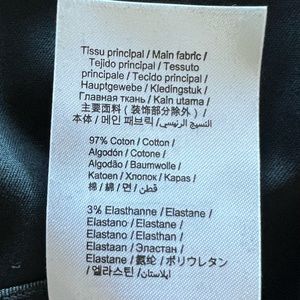 Tissu principal / Main fabric /
Tejido principal / Tessuto
principale / Tecido principal /
Hauptgewebe / Kledingstuk /
Главная ткань / Kain utama /
主要面料（装饰部分除外）/
本体 / 메인 패브릭 / النسيج الرئيسي/
97% Coton / Cotton /
Algodón / Cotone /
Algodão / Baumwolle /
Katoen / Хлопок / Kapas /
棉 / 綿 / 면 / قطن /
3% Elasthanne / Elastane /
Elastano / Elastan /
Elastano / Elasthan /
Elastaan / Эластан /
Elastane / 氨纶 / ポリウレタン
/ 엘라스틴 / ايلاستان /